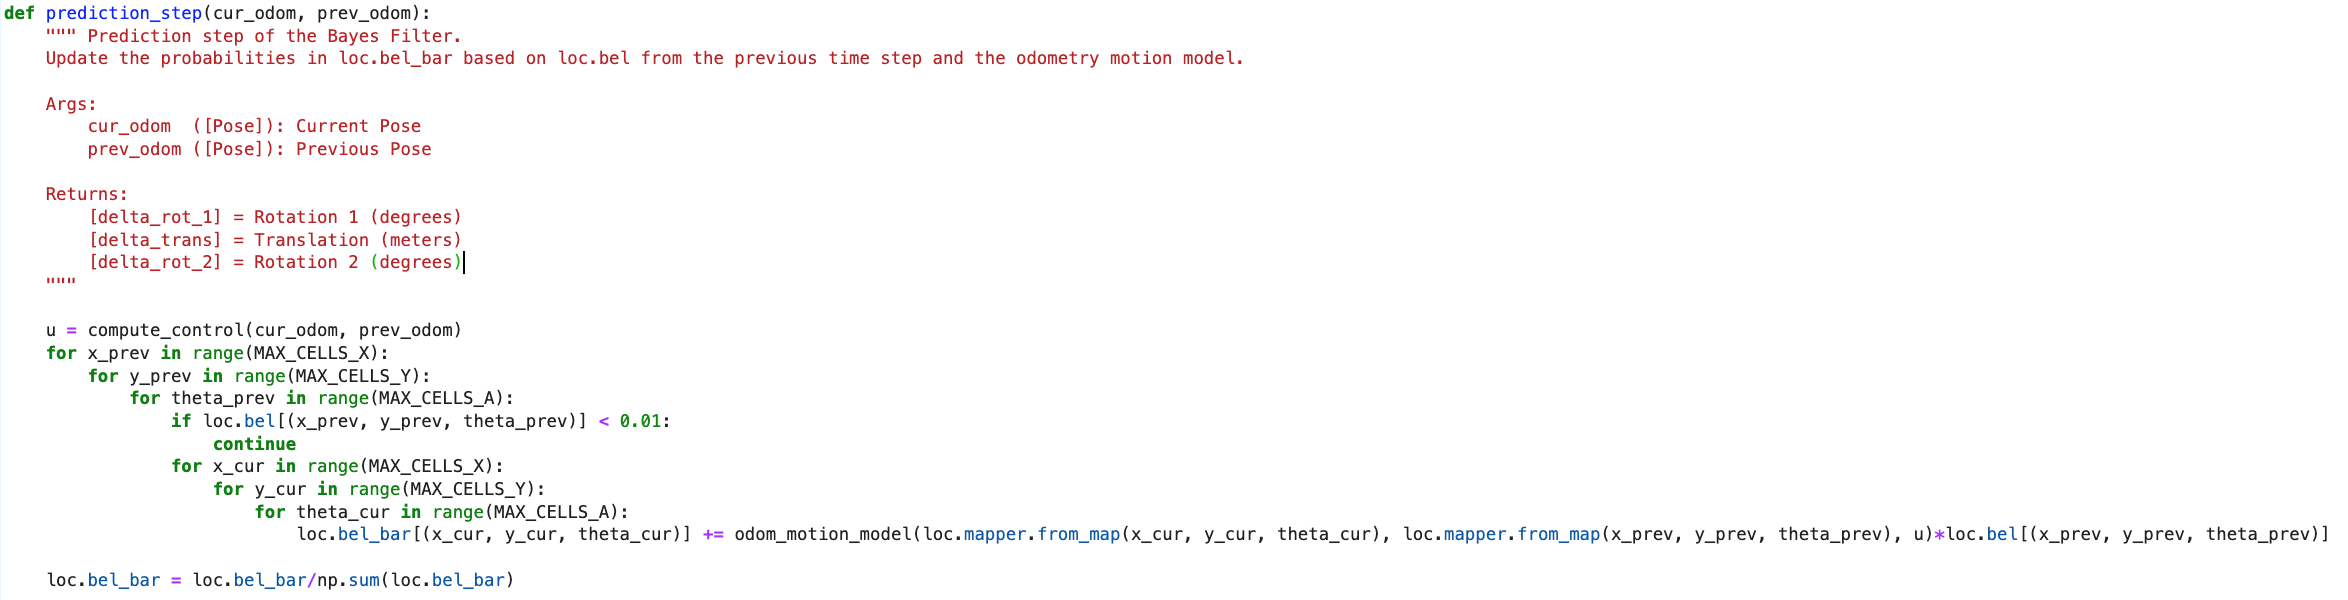 def prediction_step(cur_odom, prev_odom):
    """ Prediction step of the Bayes Filter.
    Update the probabilities in loc.bel_bar based on loc.bel from the previous time step and the odometry motion model.

    Args:
        cur_odom  ([Pose]): Current Pose
        prev_odom ([Pose]): Previous Pose

    Returns:
        [delta_rot_1] = Rotation 1 (degrees)
        [delta_trans] = Translation (meters)
        [delta_rot_2] = Rotation 2 (degrees)
    """

    u = compute_control(cur_odom, prev_odom)
    for x_prev in range(MAX_CELLS_X):
        for y_prev in range(MAX_CELLS_Y):
            for theta_prev in range(MAX_CELLS_A):
                if loc.bel[(x_prev, y_prev, theta_prev)] < 0.01:
                    continue
                for x_cur in range(MAX_CELLS_X):
                    for y_cur in range(MAX_CELLS_Y):
                        for theta_cur in range(MAX_CELLS_A):
                            loc.bel_bar[(x_cur, y_cur, theta_cur)] += odom_motion_model(loc.mapper.from_map(x_cur, y_cur, theta_cur), loc.mapper.from_map(x_prev, y_prev, theta_prev), u)*loc.bel[(x_prev, y_prev, theta_prev)]

    loc.bel_bar = loc.bel_bar/np.sum(loc.bel_bar)